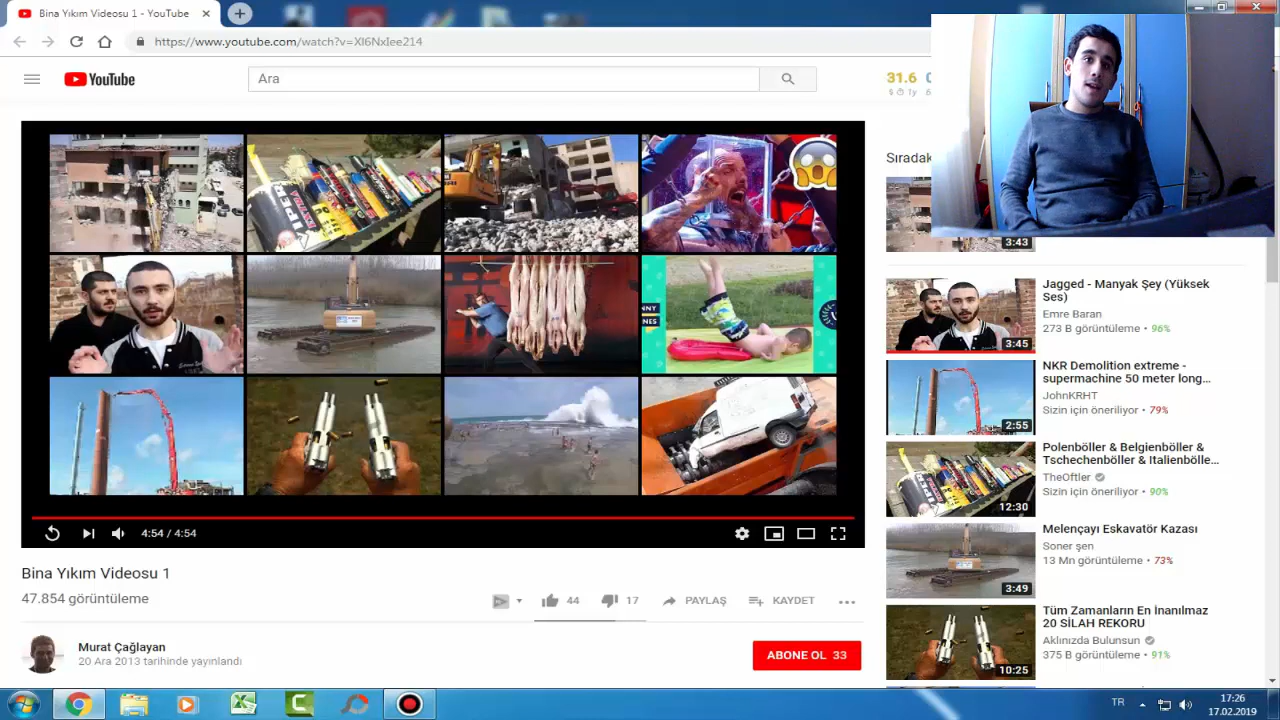 Bina Yıkım Videosu 1 - YouTube
https://www.youtube.com/watch?v=XI6NxIee214
YouTube
Ara
31.6
1y
Sıradak
3:43
Jagged - Manyak Şey (Yüksek
Ses)
Emre Baran
273 B görüntüleme • 96%
3:45
NKR Demolition extreme -
supermachine 50 meter long...
JohnKRHT
Sizin için öneriliyor • 79%
2:55
Polenböller & Belgienböller &
Tschechenböller & Italienbölle...
TheOftler
Sizin için öneriliyor • 90%
12:30
Melençayı Eskavatör Kazası
Soner şen
13 Mn görüntüleme • 73%
3:49
Tüm Zamanların En İnanılmaz
20 SİLAH REKORU
Aklınızda Bulunsun
375 B görüntüleme • 91%
10:25
4:54 / 4:54
Bina Yıkım Videosu 1
47.854 görüntüleme
44
17
PAYLAŞ
KAYDET
Murat Çağlayan
20 Ara 2013 tarihinde yayınlandı
ABONE OL 33
TR
17:26
17.02.2019